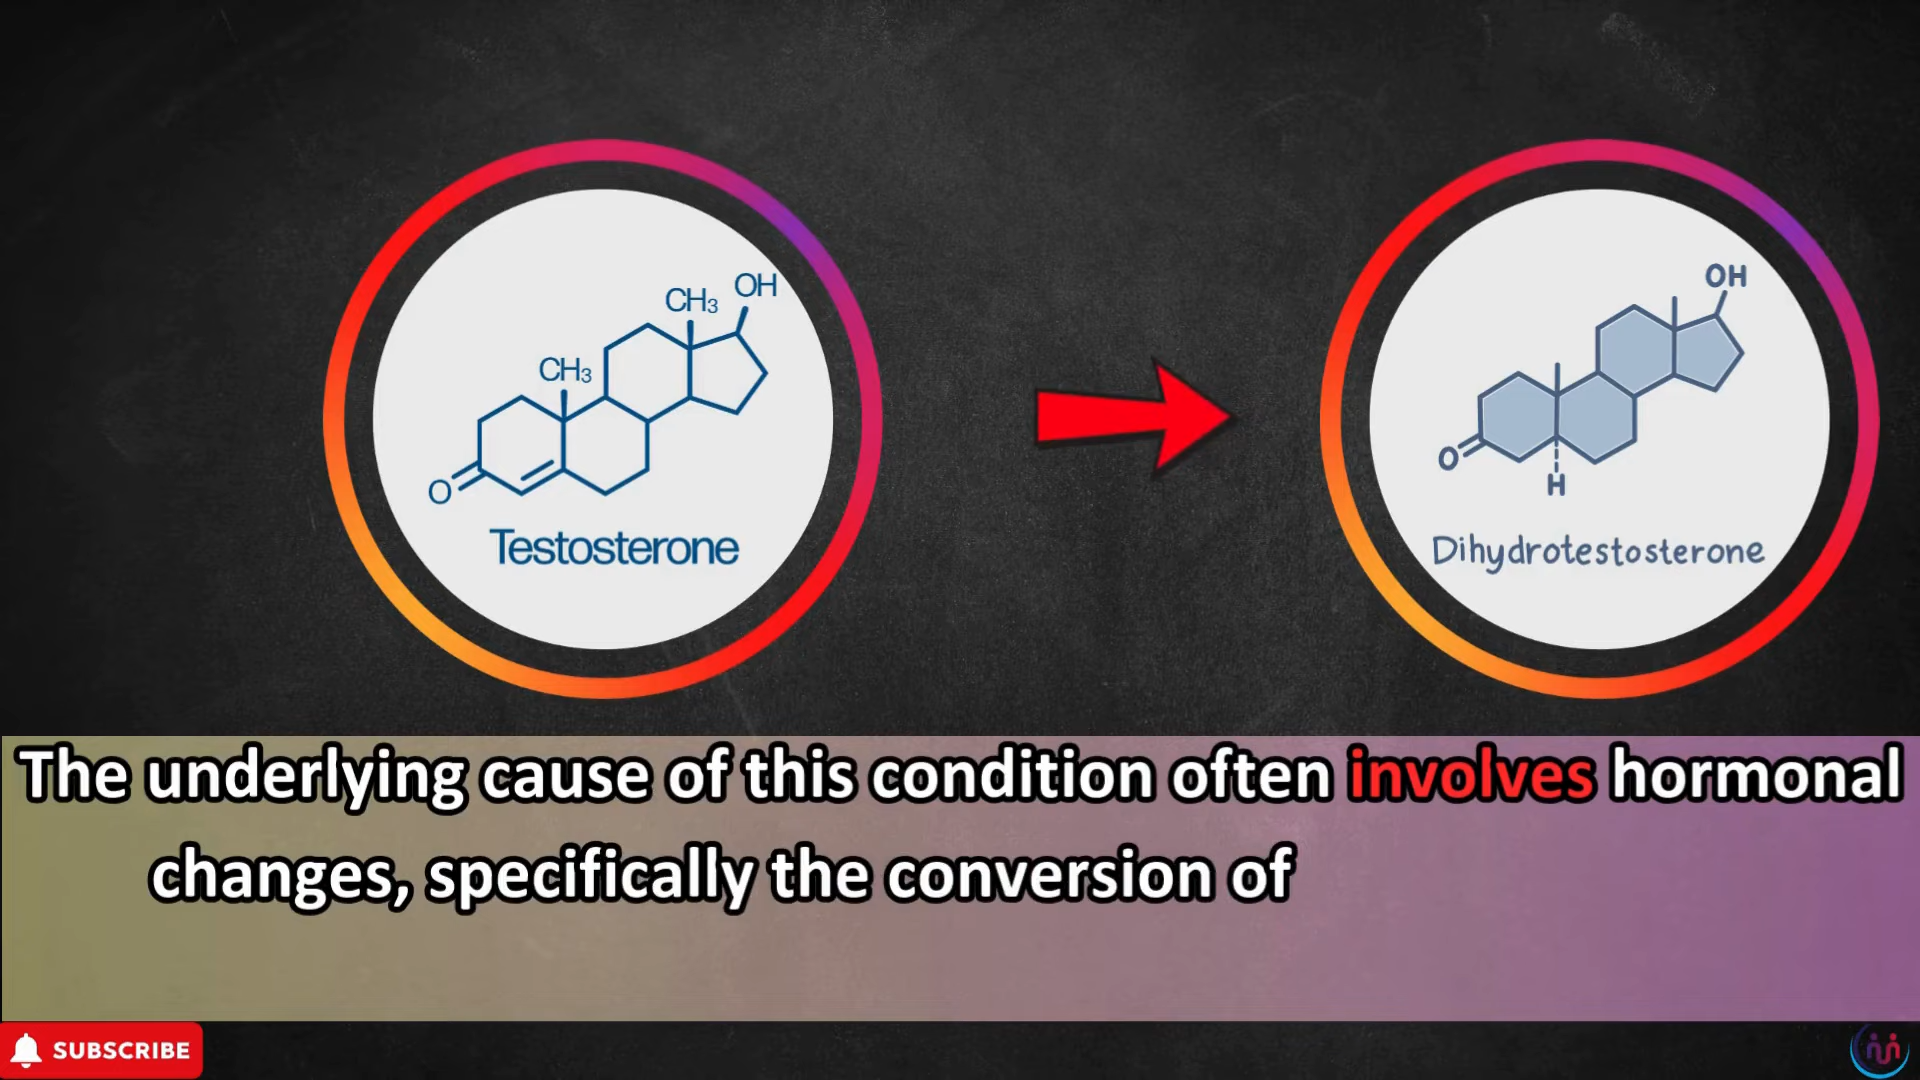 OH
CH₃
CH₃
O
Testosterone
OH
O
H
Dihydrotestosterone
The underlying cause of this condition often involves hormonal
changes, specifically the conversion of
SUBSCRIBE